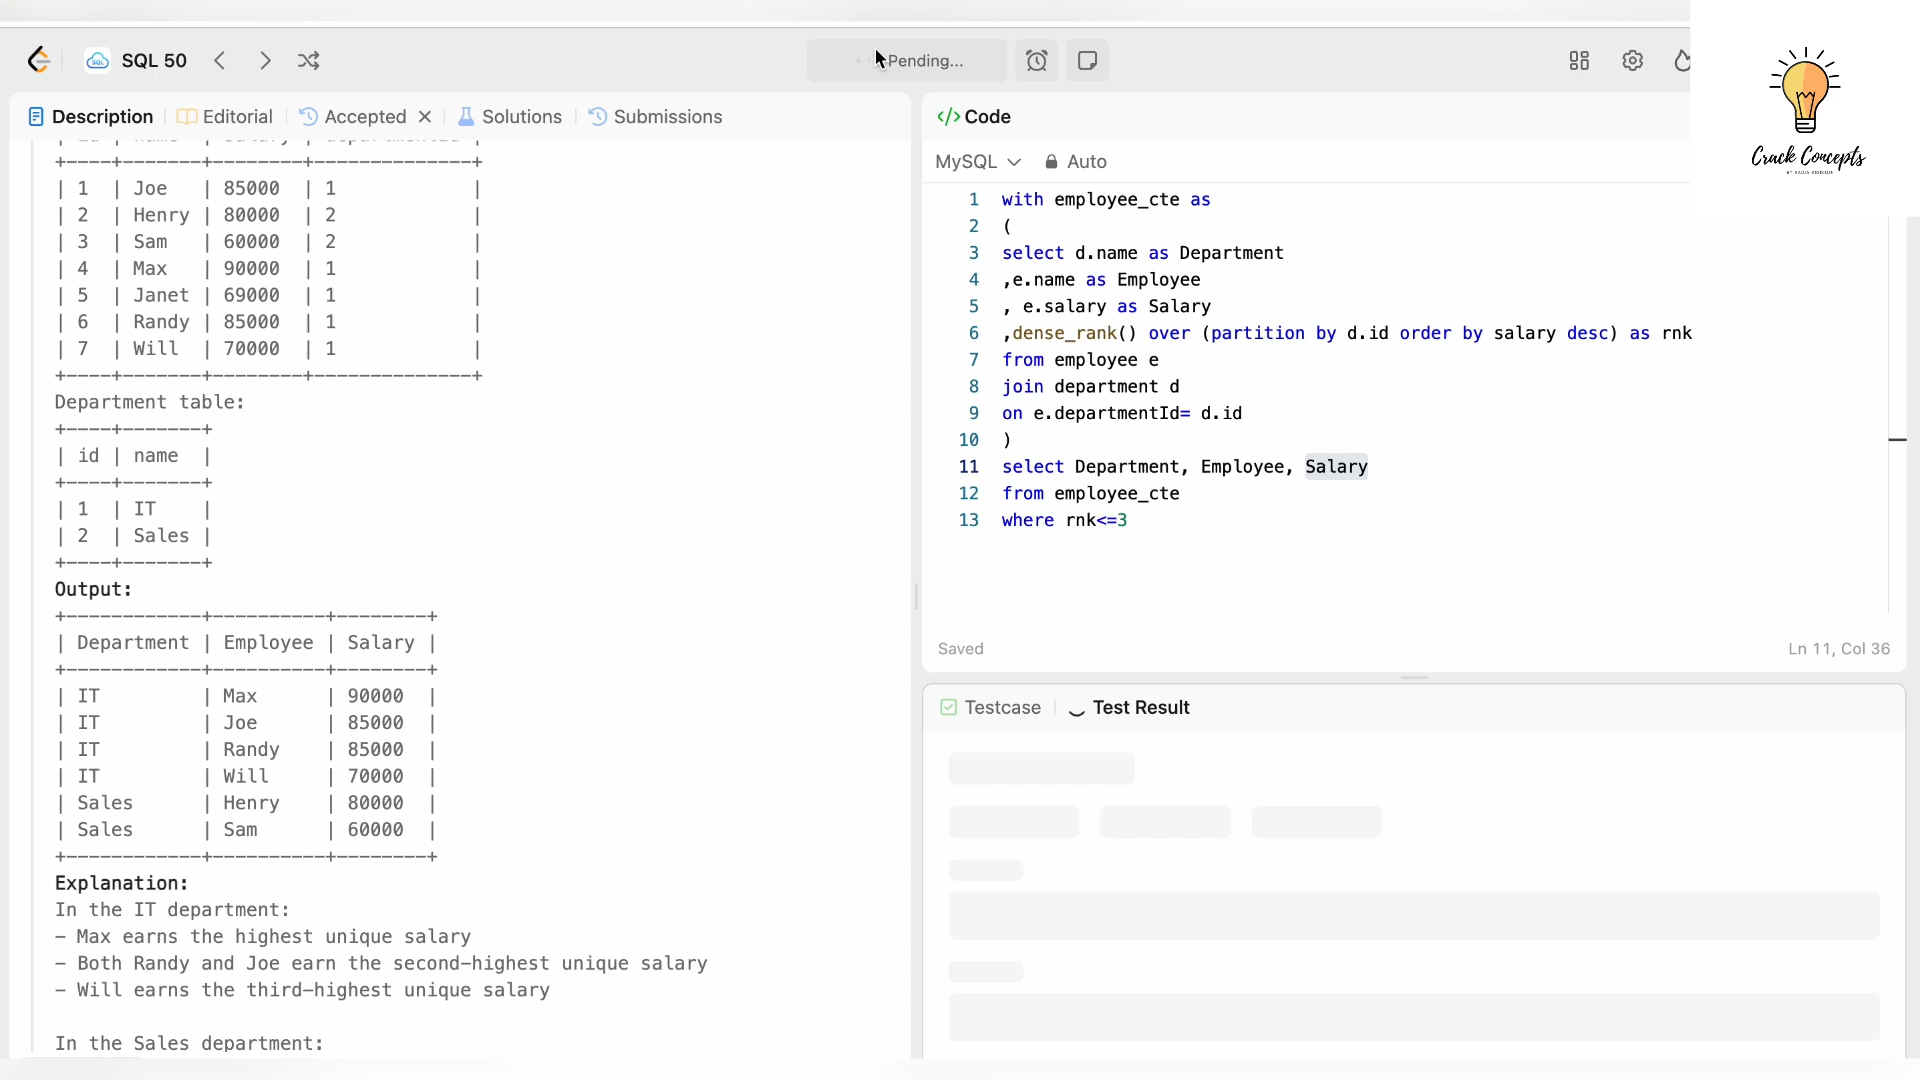 SQL 50
Pending...
Description
Editorial
Accepted
Solutions
Submissions
+----+-------+--------+--------------+
| 1 | Joe | 85000 | 1 |
| 2 | Henry | 80000 | 2 |
| 3 | Sam | 60000 | 2 |
| 4 | Max | 90000 | 1 |
| 5 | Janet | 69000 | 1 |
| 6 | Randy | 85000 | 1 |
| 7 | Will | 70000 | 1 |
+----+-------+--------+--------------+
Department table:
+----+-------+
| id | name |
+----+-------+
| 1 | IT |
| 2 | Sales |
+----+-------+
Output:
+------------+----------+--------+
| Department | Employee | Salary |
+------------+----------+--------+
| IT | Max | 90000 |
| IT | Joe | 85000 |
| IT | Randy | 85000 |
| IT | Will | 70000 |
| Sales | Henry | 80000 |
| Sales | Sam | 60000 |
+------------+----------+--------+
Explanation:
In the IT department:
- Max earns the highest unique salary
- Both Randy and Joe earn the second-highest unique salary
- Will earns the third-highest unique salary
In the Sales department:
</> Code
MySQL
Auto
1 with employee_cte as
2 (
3 select d.name as Department
4 ,e.name as Employee
5 , e.salary as Salary
6 ,dense_rank() over (partition by d.id order by salary desc) as rnk
7 from employee e
8 join department d
9 on e.departmentId= d.id
10 )
11 select Department, Employee, Salary
12 from employee_cte
13 where rnk<=3
Saved
Ln 11, Col 36
Testcase
Test Result
Crack Concepts